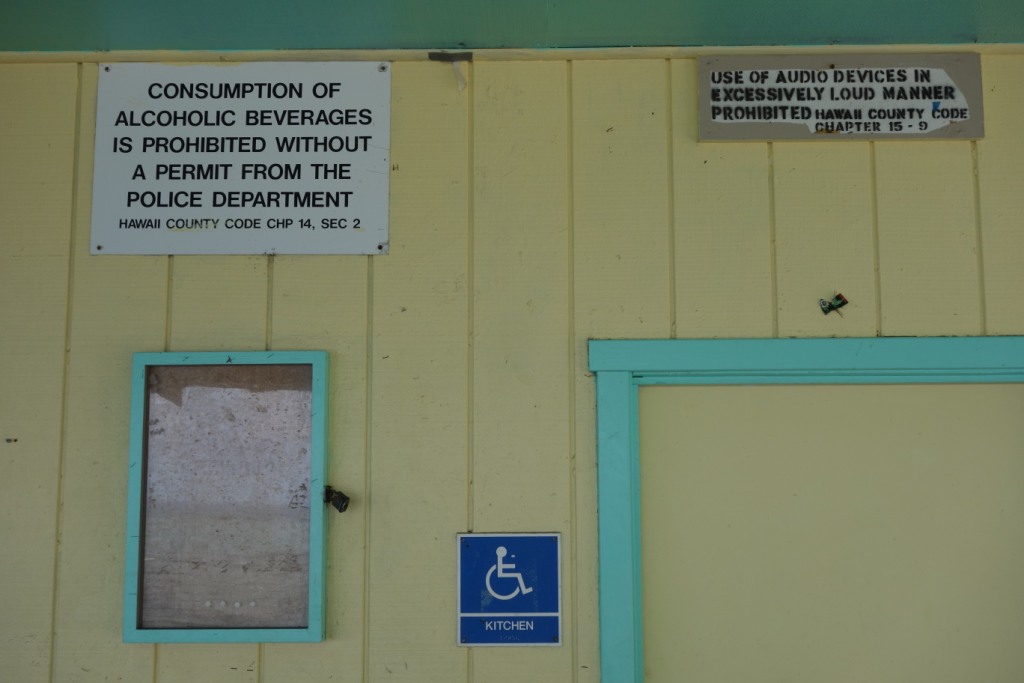 CONSUMPTION OF
ALCOHOLIC BEVERAGES
IS PROHIBITED WITHOUT
A PERMIT FROM THE
POLICE DEPARTMENT
HAWAII COUNTY CODE CHP 14, SEC 2
USE OF AUDIO DEVICES IN
EXCESSIVELY LOUD MANNER
PROHIBITED HAWAII COUNTY CODE
CHAPTER 15 - 9
KITCHEN